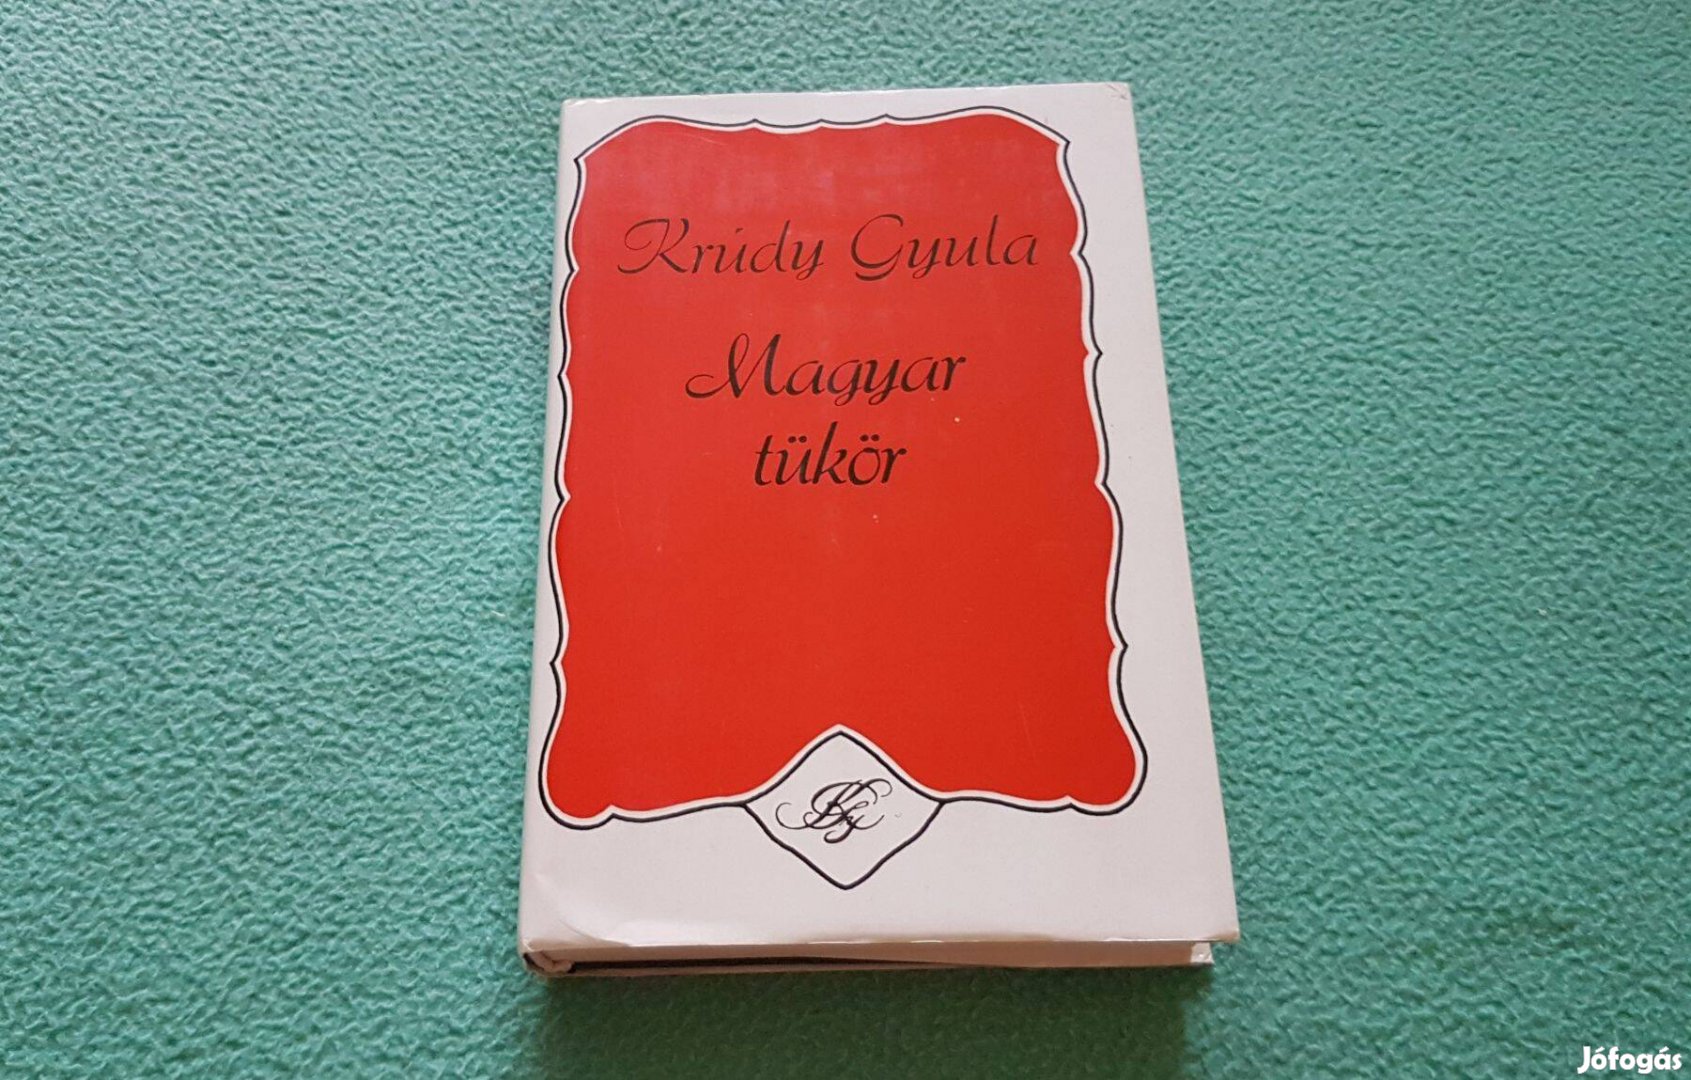 Krúdy Gyula
Magyar
tükör
Jófogás